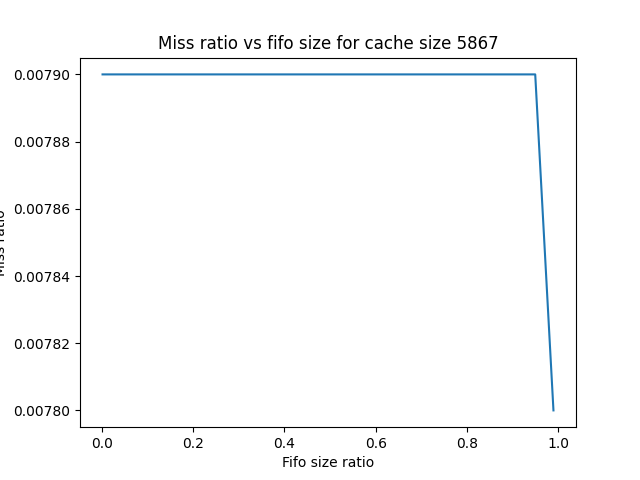 Miss ratio vs fifo size for cache size 5867
0.00790
0.00788
0.00786
0.00784
0.00782
0.00780
Miss ratio
0.0 0.2 0.4 0.6 0.8 1.0
Fifo size ratio